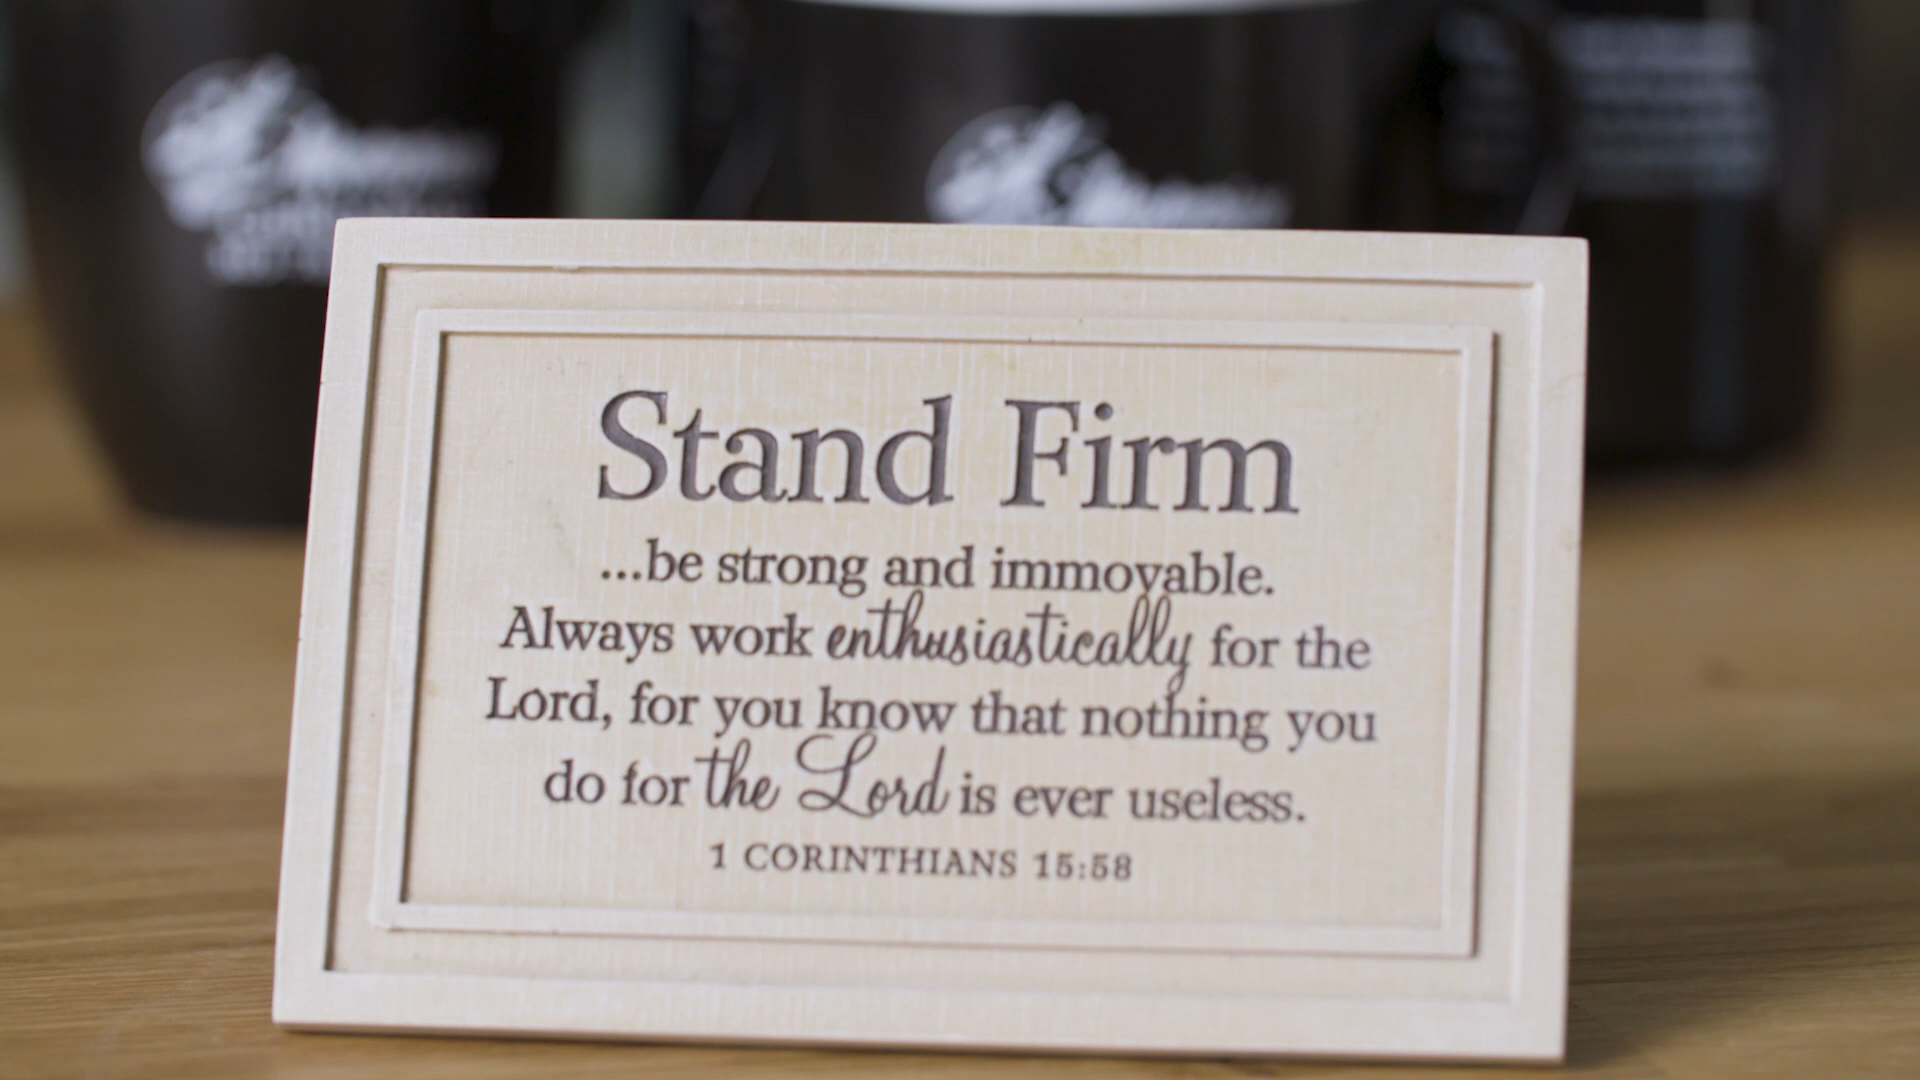 Stand Firm
...be strong and immovable.
Always work enthusiastically for the
Lord, for you know that nothing you
do for the Lord is ever useless.
1 CORINTHIANS 15:58